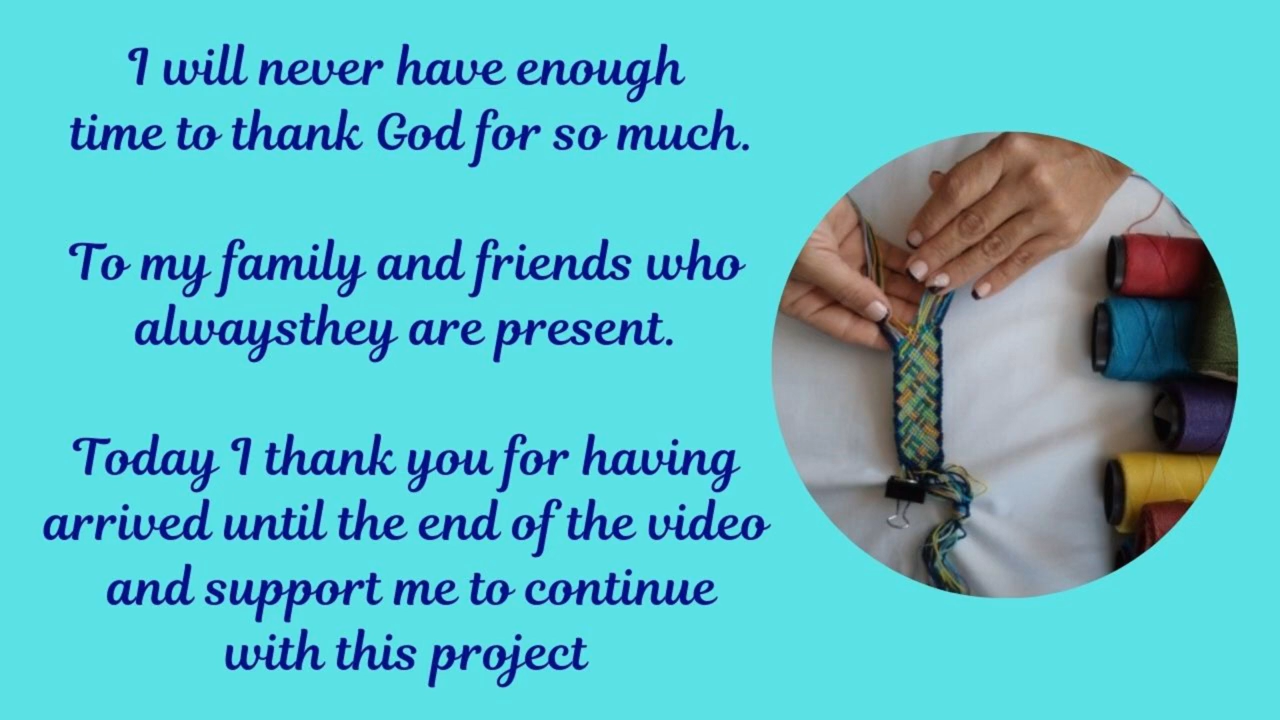 I will never have enough
time to thank God for so much.
To my family and friends who
alwaysthey are present.
Today I thank you for having
arrived until the end of the video
and support me to continue
with this project